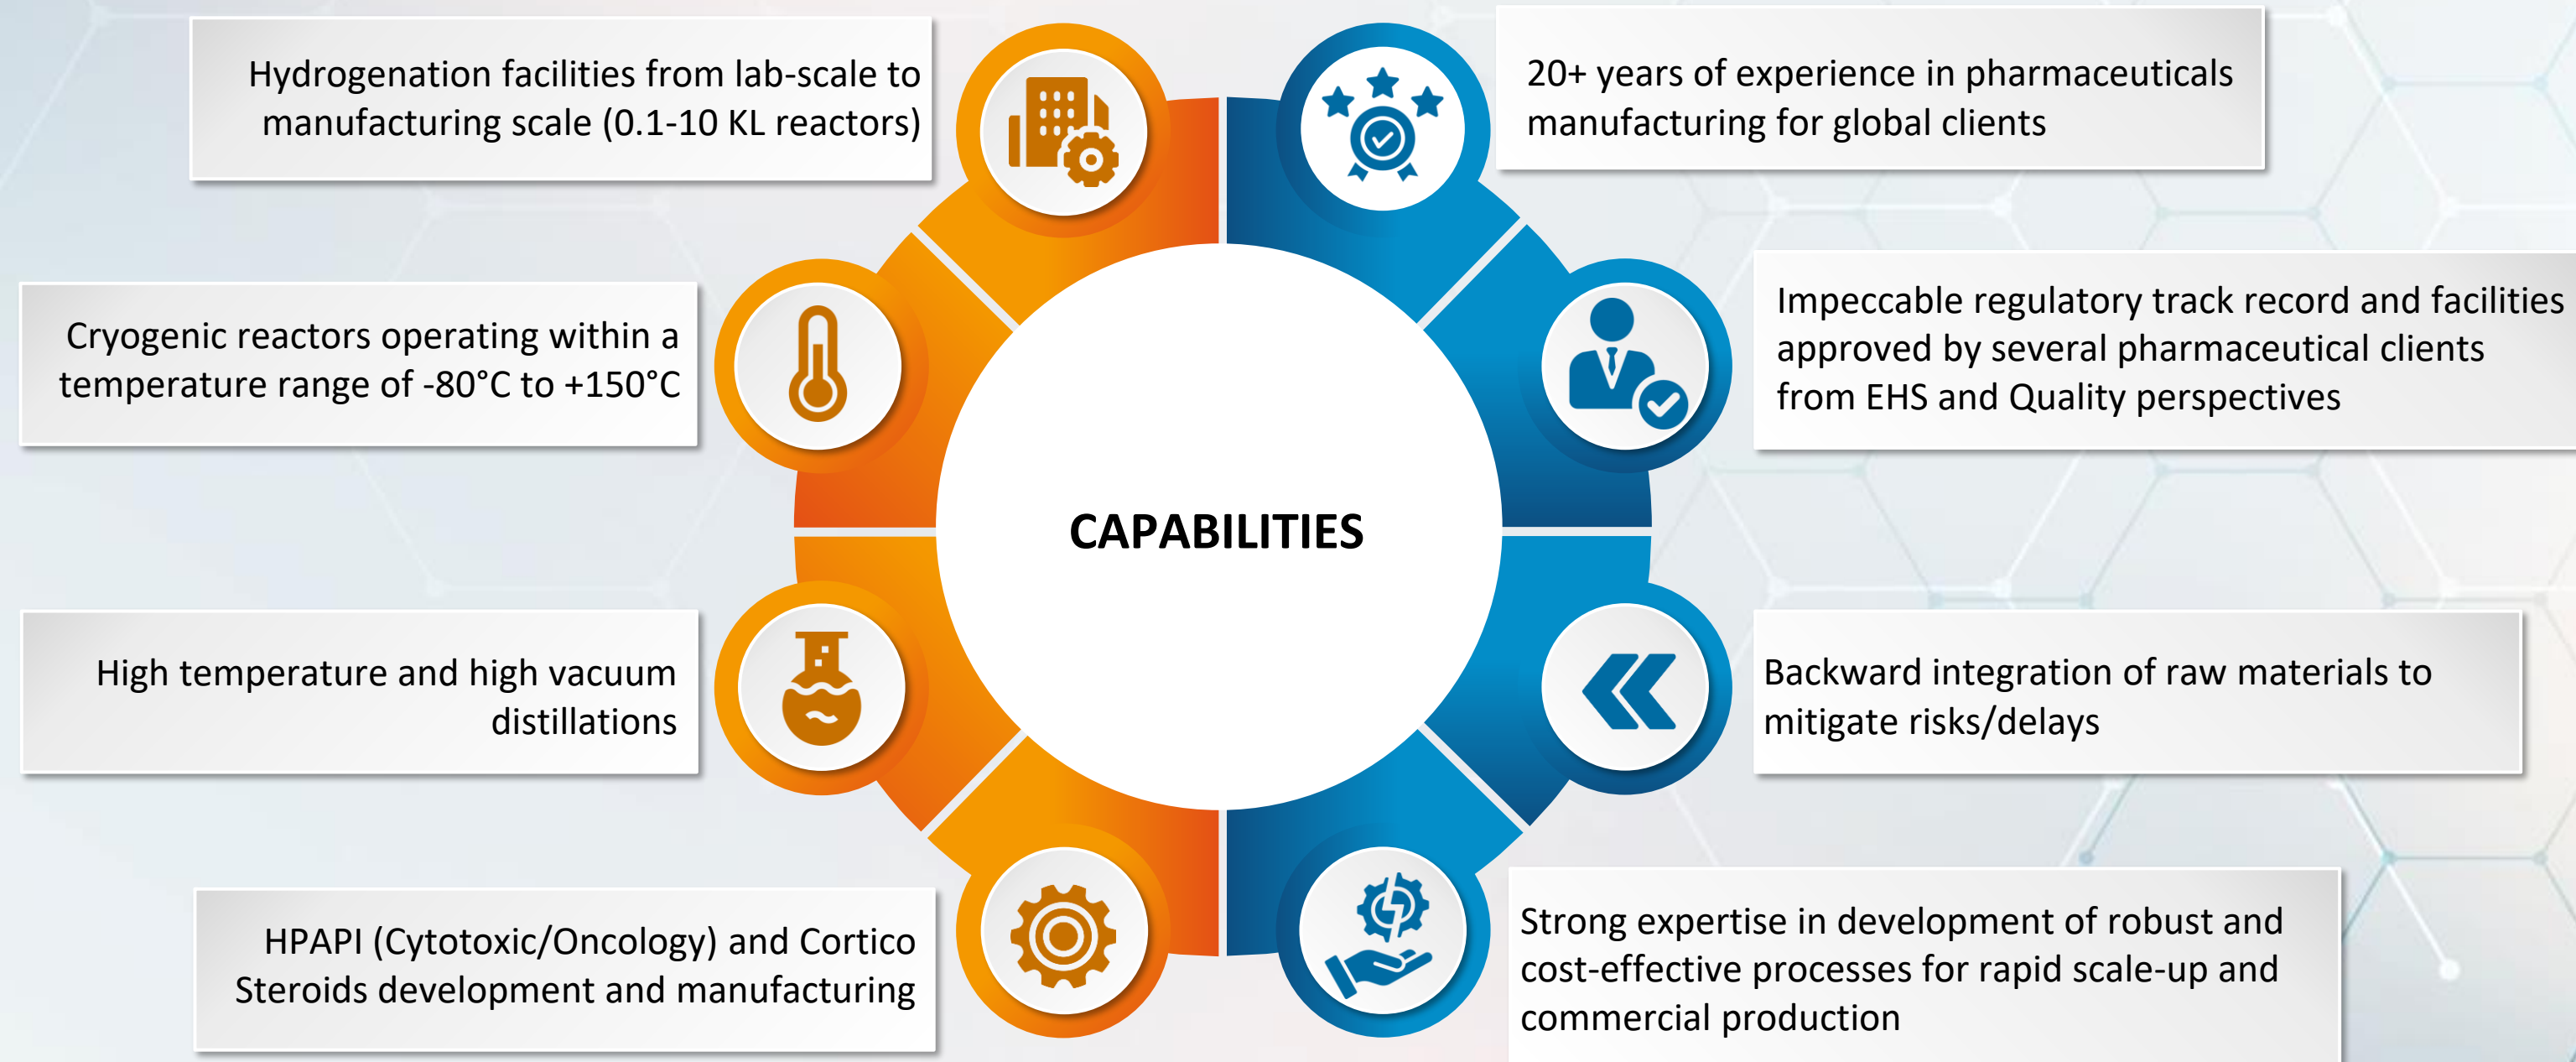 Hydrogenation facilities from lab-scale to
manufacturing scale (0.1-10 KL reactors)
20+ years of experience in pharmaceuticals
manufacturing for global clients
Cryogenic reactors operating within a
temperature range of -80°C to +150°C
Impeccable regulatory track record and facilities
approved by several pharmaceutical clients
from EHS and Quality perspectives
CAPABILITIES
High temperature and high vacuum
distillations
Backward integration of raw materials to
mitigate risks/delays
HPAPI (Cytotoxic/Oncology) and Cortico
Steroids development and manufacturing
Strong expertise in development of robust and
cost-effective processes for rapid scale-up and
commercial production